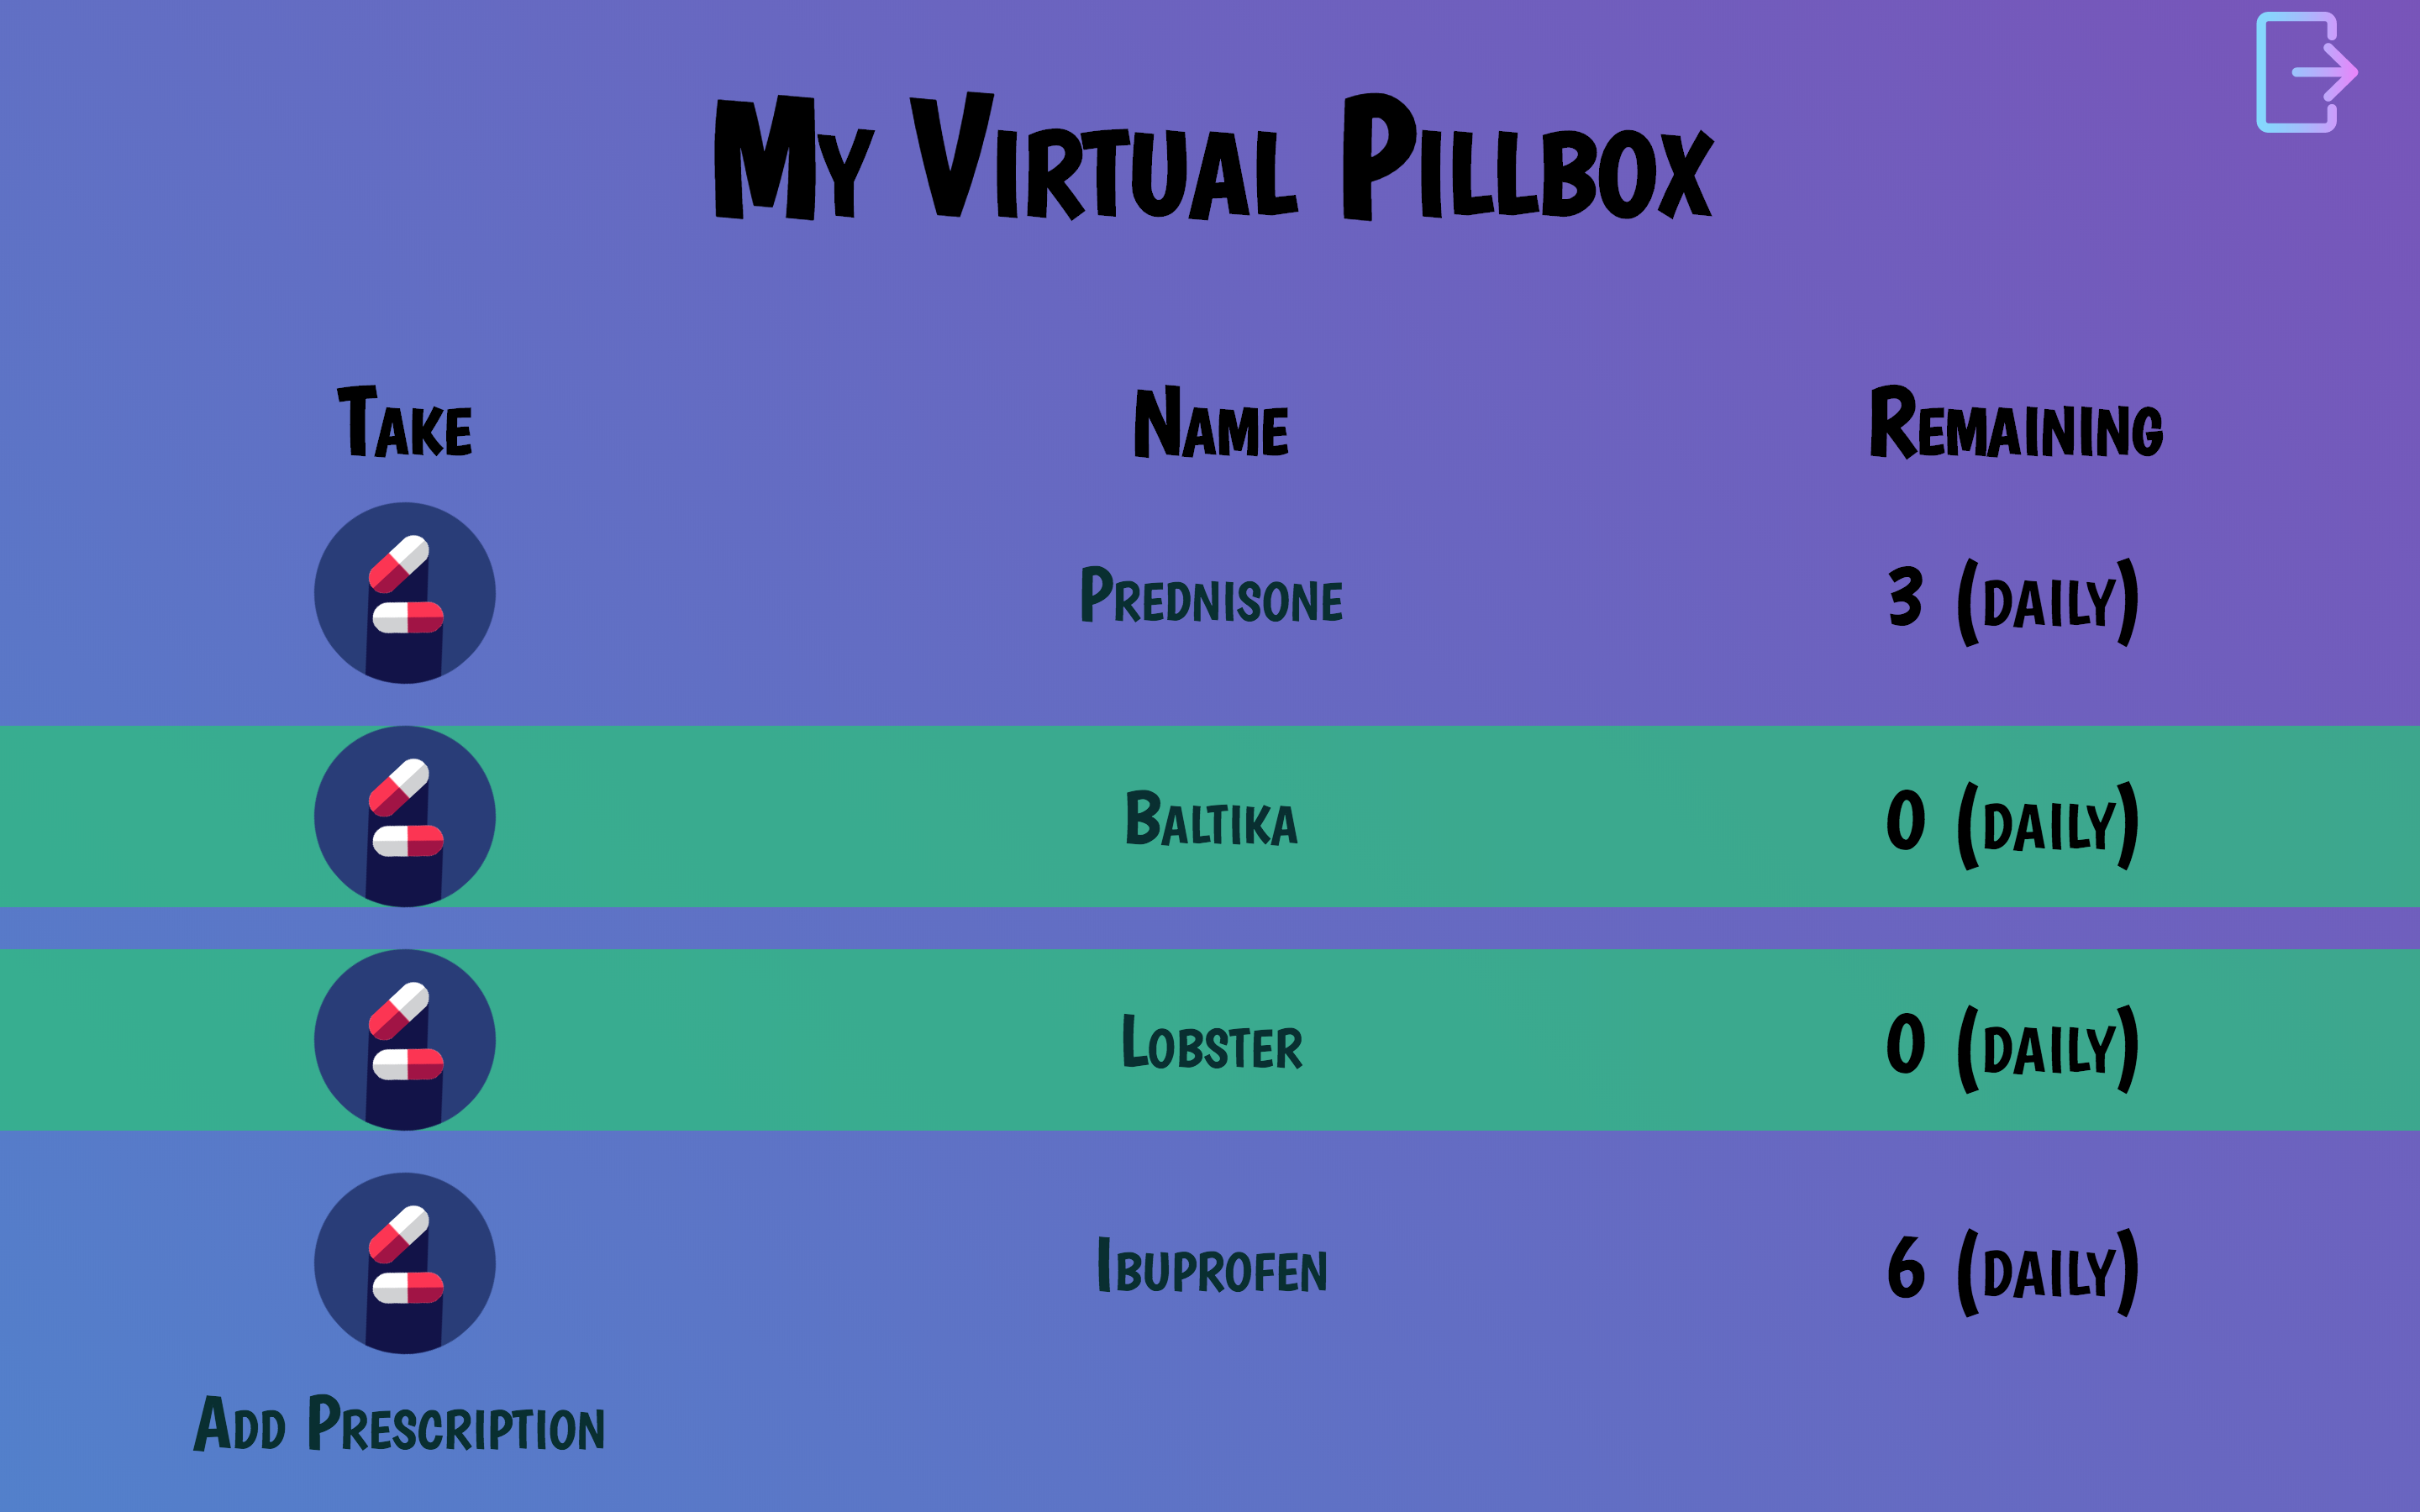 My Virtual Pillbox
Take Name Remaining
Prednisone 3 (daily)
Baltika 0 (daily)
Lobster 0 (daily)
Ibuprofen 6 (daily)
Add Prescription